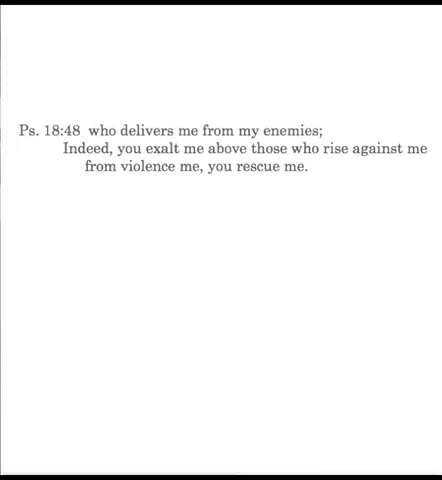 Ps. 18:48 who delivers me from my enemies;
Indeed, you exalt me above those who rise against me
from violence me, you rescue me.